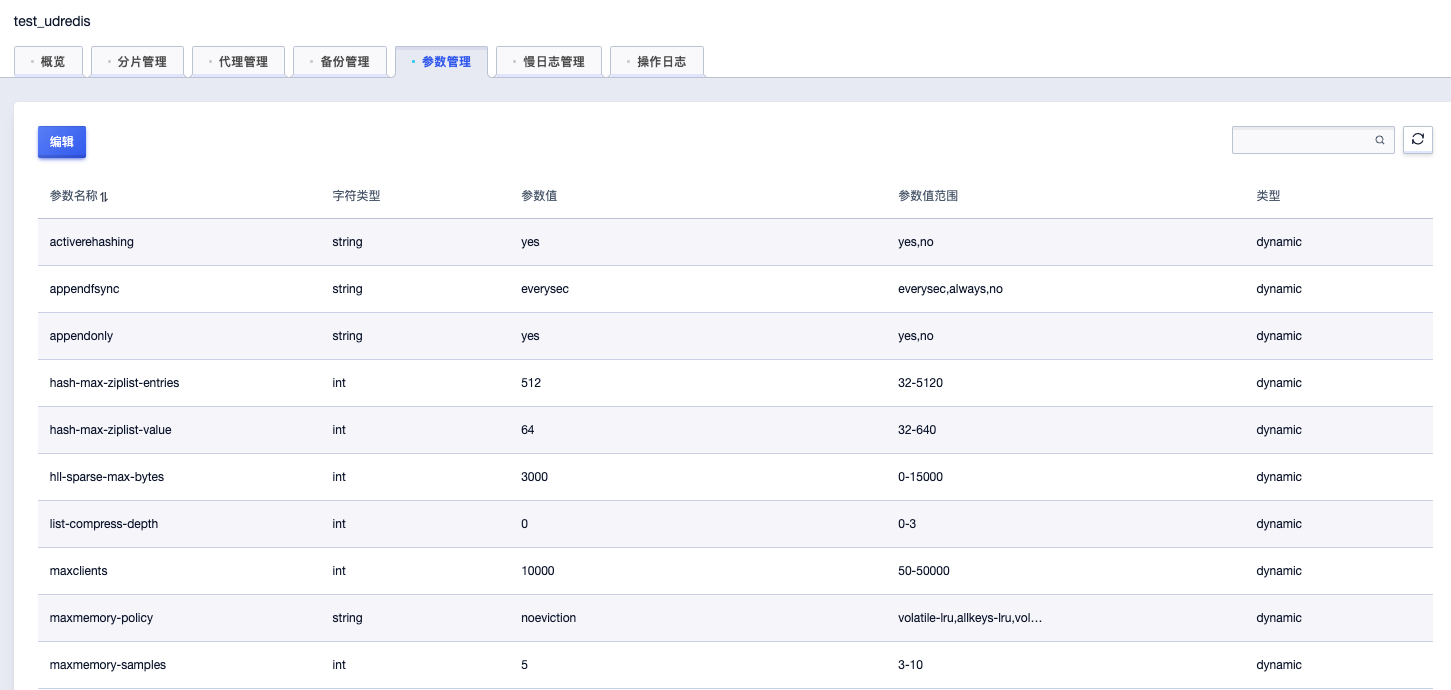 test_udredis
概览 分片管理 代理管理 备份管理 参数管理 慢日志管理 操作日志
编辑
参数名称 字符类型 参数值 参数值范围 类型
activerehashing string yes yes,no dynamic
appendfsync string everysec everysec,always,no dynamic
appendonly string yes yes,no dynamic
hash-max-ziplist-entries int 512 32-5120 dynamic
hash-max-ziplist-value int 64 32-640 dynamic
hll-sparse-max-bytes int 3000 0-15000 dynamic
list-compress-depth int 0 0-3 dynamic
maxclients int 10000 50-50000 dynamic
maxmemory-policy string noeviction volatile-lru,allkeys-lru,vol... dynamic
maxmemory-samples int 5 3-10 dynamic